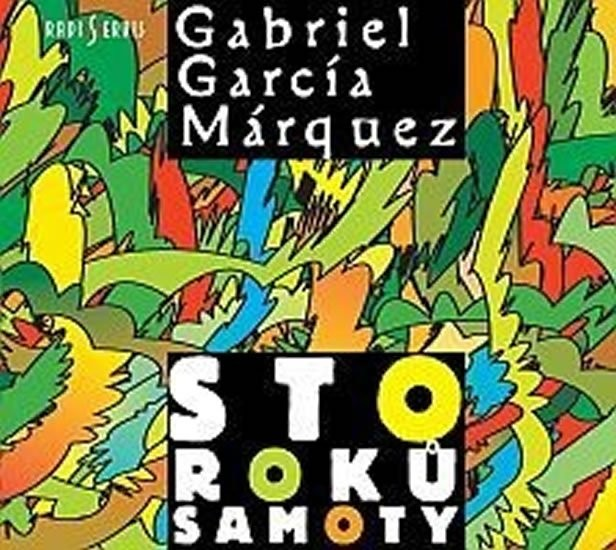 RADIOSERVIS
Gabriel
García
Márquez
STO
ROKŮ
SAMOTY